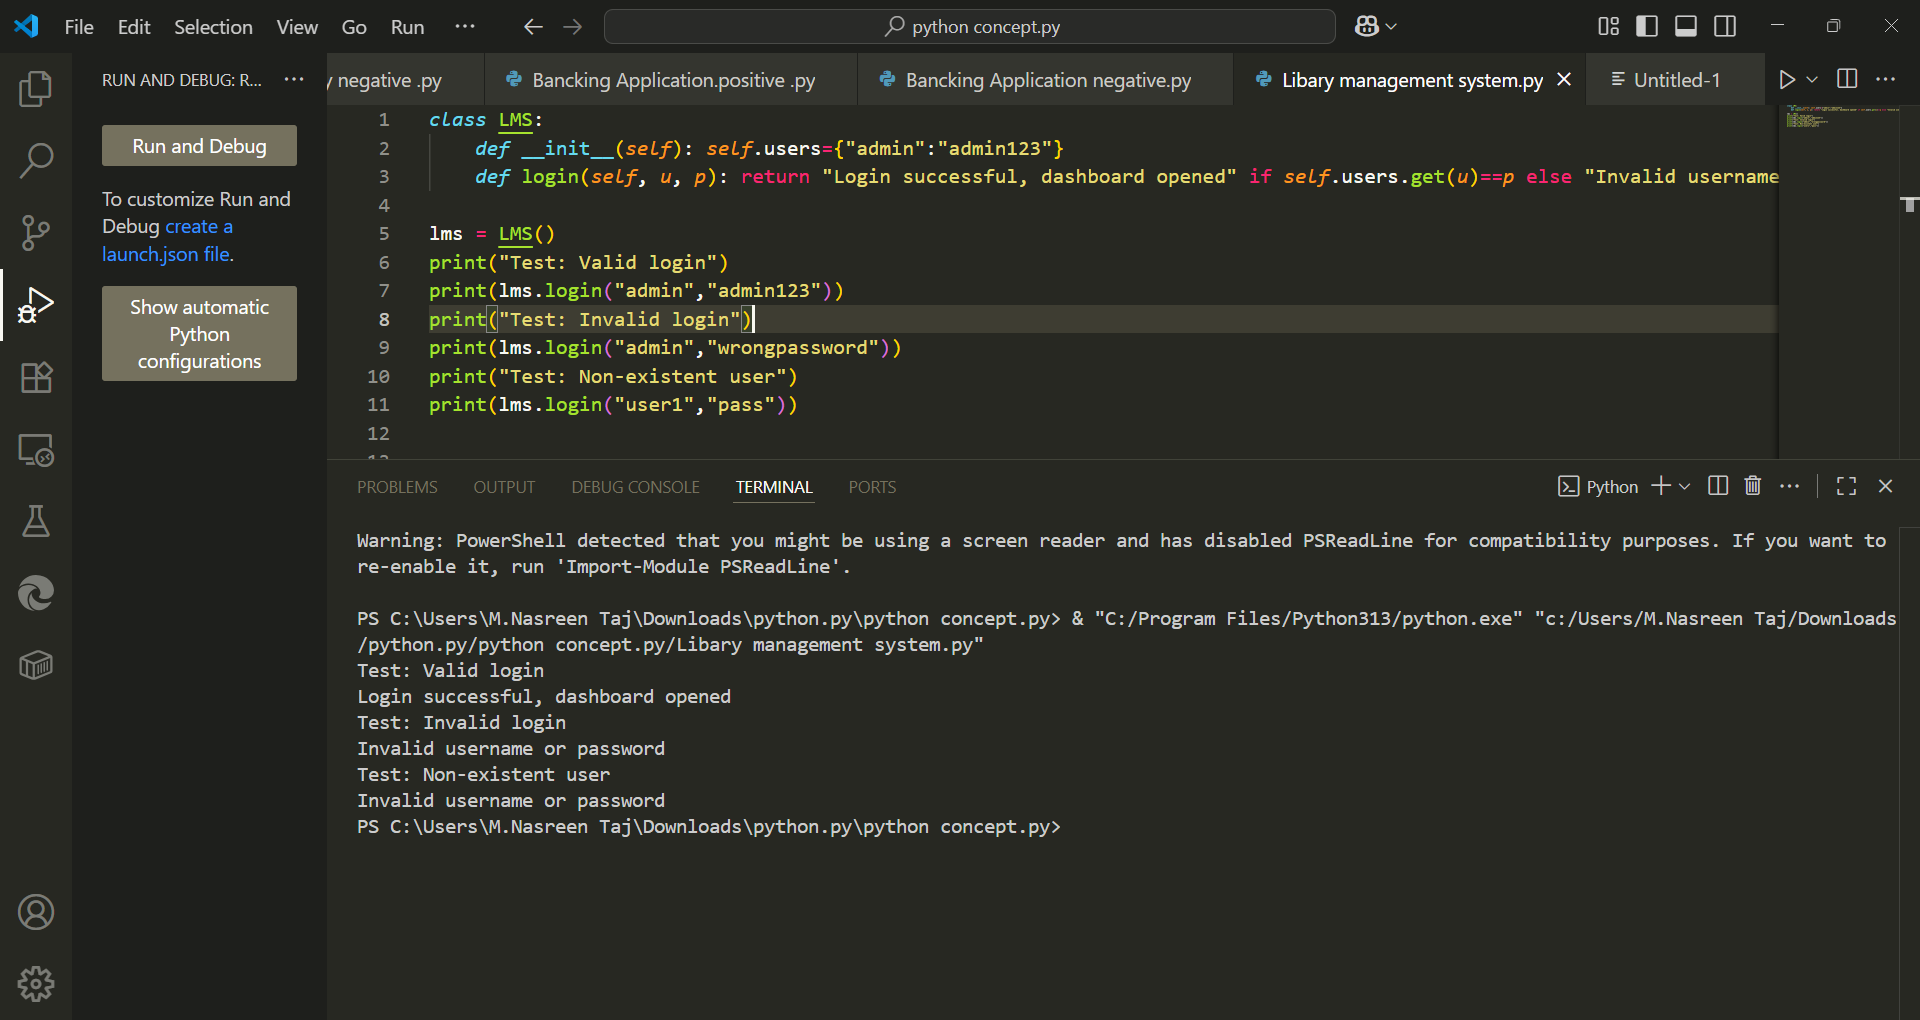 File Edit Selection View Go Run ··· python concept.py
RUN AND DEBUG: R... ···
y negative .py Bancking Application.positive .py Bancking Application negative.py Libary management system.py Untitled-1
Run and Debug
To customize Run and
Debug create a
launch.json file.
Show automatic
Python
configurations
1 class LMS:
2 def __init__(self): self.users={"admin":"admin123"}
3 def login(self, u, p): return "Login successful, dashboard opened" if self.users.get(u)==p else "Invalid username
4
5 lms = LMS()
6 print("Test: Valid login")
7 print(lms.login("admin","admin123"))
8 print("Test: Invalid login")
9 print(lms.login("admin","wrongpassword"))
10 print("Test: Non-existent user")
11 print(lms.login("user1","pass"))
12
PROBLEMS OUTPUT DEBUG CONSOLE TERMINAL PORTS Python
Warning: PowerShell detected that you might be using a screen reader and has disabled PSReadLine for compatibility purposes. If you want to
re-enable it, run 'Import-Module PSReadLine'.
PS C:\Users\M.Nasreen Taj\Downloads\python.py\python concept.py> & "C:/Program Files/Python313/python.exe" "c:/Users/M.Nasreen Taj/Downloads
/python.py/python concept.py/Libary management system.py"
Test: Valid login
Login successful, dashboard opened
Test: Invalid login
Invalid username or password
Test: Non-existent user
Invalid username or password
PS C:\Users\M.Nasreen Taj\Downloads\python.py\python concept.py>